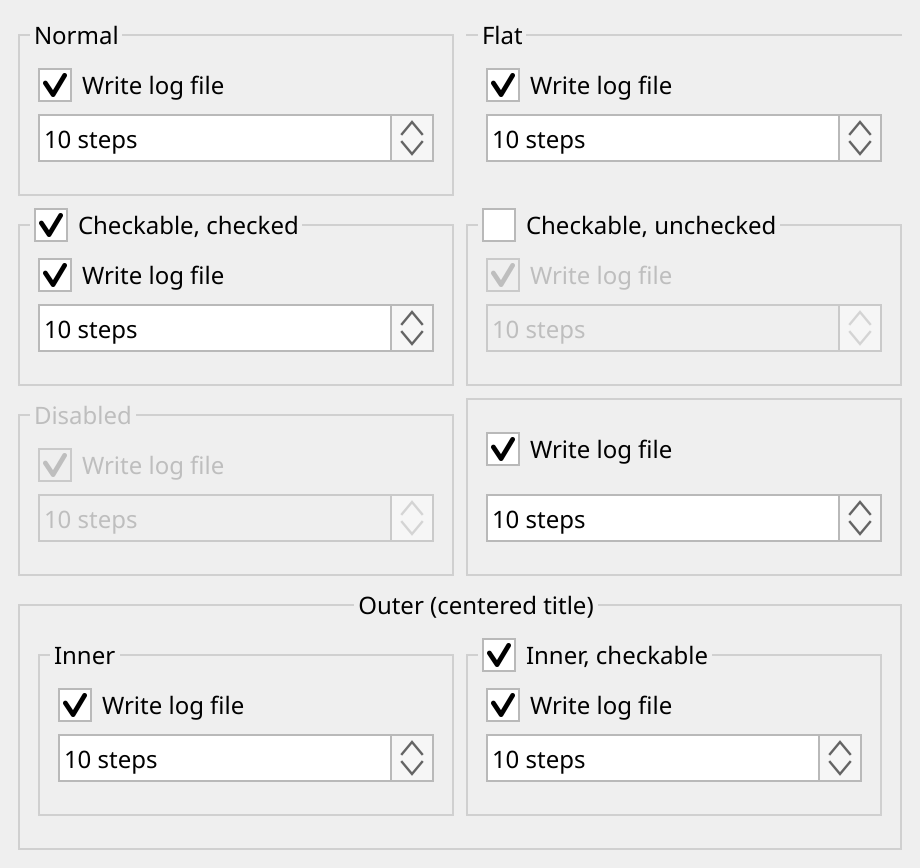 Normal
Write log file
10 steps
Flat
Write log file
10 steps
Checkable, checked
Write log file
10 steps
Checkable, unchecked
Write log file
10 steps
Disabled
Write log file
10 steps
Write log file
10 steps
Outer (centered title)
Inner
Write log file
10 steps
Inner, checkable
Write log file
10 steps